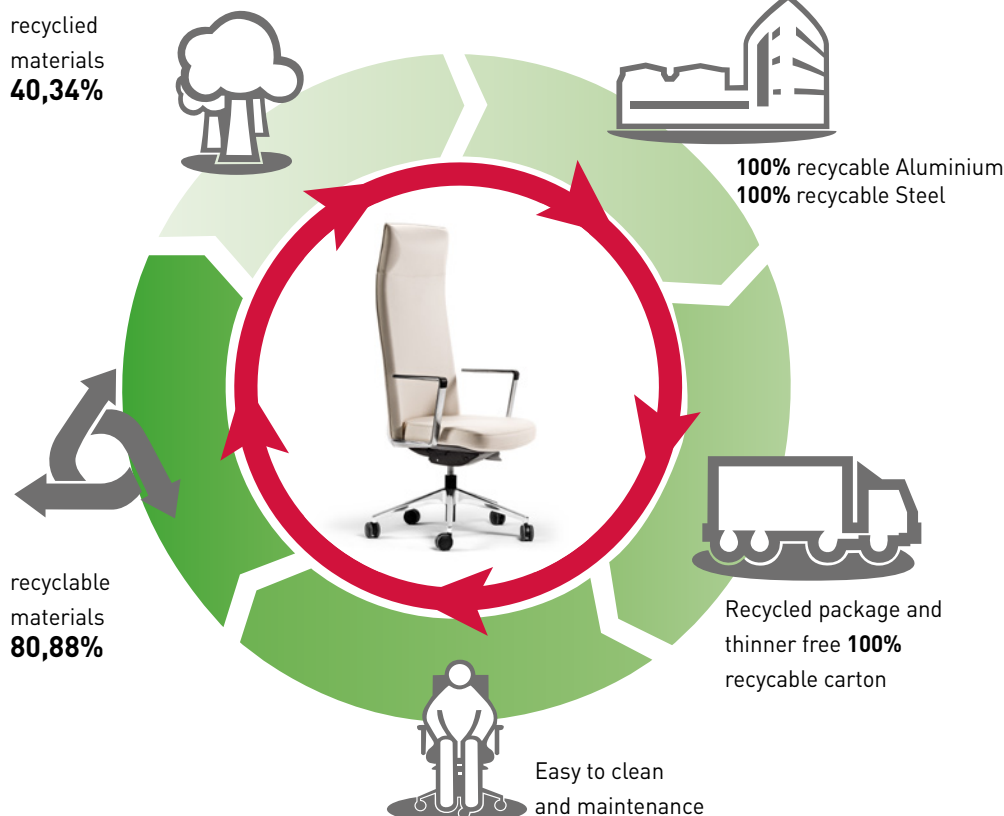 recyclied
materials
40,34%
100% recycable Aluminium
100% recycable Steel
Recycled package and
thinner free 100%
recycable carton
Easy to clean
and maintenance
recyclable
materials
80,88%